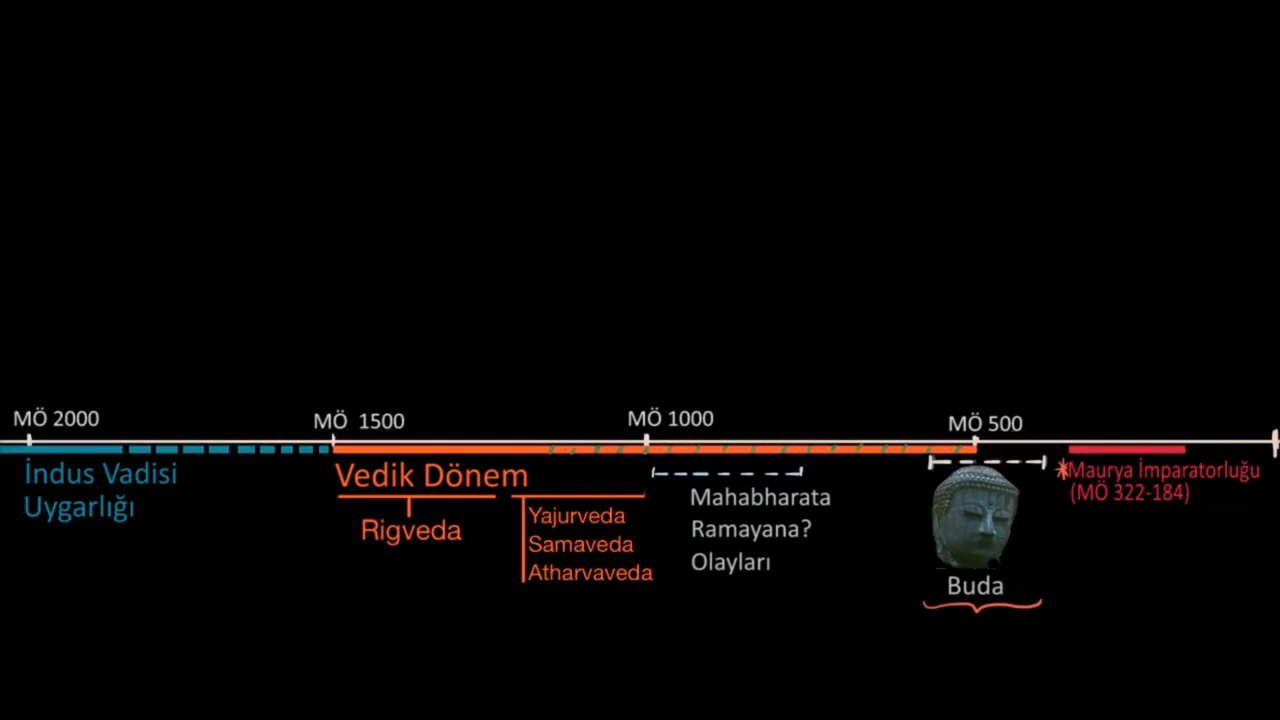 MÖ 2000
MÖ 1500
MÖ 1000
MÖ 500
İndus Vadisi
Uygarlığı
Vedik Dönem
Rigveda
Yajurveda
Samaveda
Atharvaveda
Mahabharata
Ramayana?
Olayları
Buda
*Maurya İmparatorluğu
(MÖ 322-184)